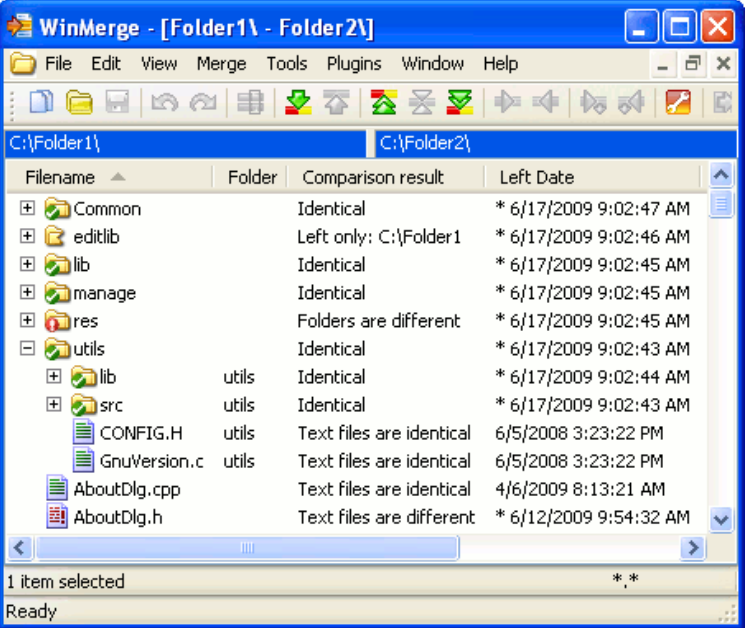 WinMerge - [Folder1\ - Folder2\]
File Edit View Merge Tools Plugins Window Help
C:\Folder1\ C:\Folder2\
Filename Folder Comparison result Left Date
Common Identical * 6/17/2009 9:02:47 AM
editlib Left only: C:\Folder1 * 6/17/2009 9:02:46 AM
lib Identical * 6/17/2009 9:02:45 AM
manage Identical * 6/17/2009 9:02:45 AM
res Folders are different * 6/17/2009 9:02:45 AM
utils Identical * 6/17/2009 9:02:43 AM
lib utils Identical * 6/17/2009 9:02:44 AM
src utils Identical * 6/17/2009 9:02:43 AM
CONFIG.H utils Text files are identical 6/5/2008 3:23:22 PM
GnuVersion.c utils Text files are identical 6/5/2008 3:23:22 PM
AboutDlg.cpp Text files are identical 4/6/2009 8:13:21 AM
AboutDlg.h Text files are different * 6/12/2009 9:54:32 AM
1 item selected *.*
Ready